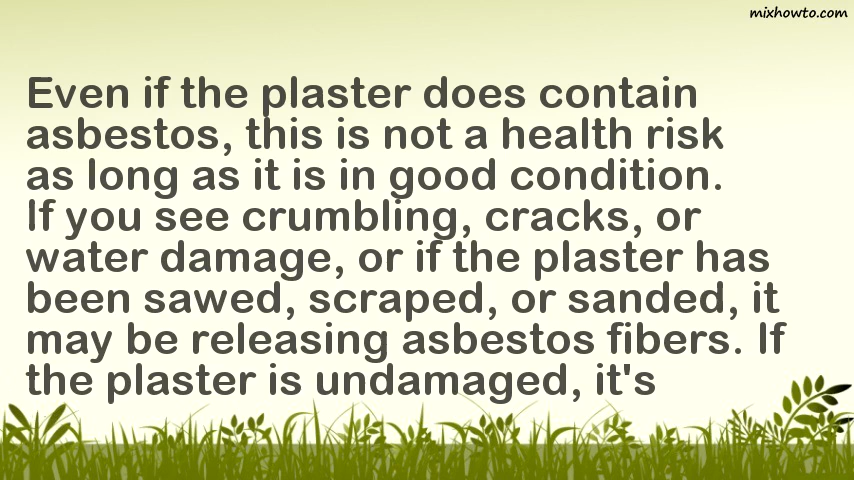 mixhowto.com
Even if the plaster does contain
asbestos, this is not a health risk
as long as it is in good condition.
If you see crumbling, cracks, or
water damage, or if the plaster has
been sawed, scraped, or sanded, it
may be releasing asbestos fibers. If
the plaster is undamaged, it's